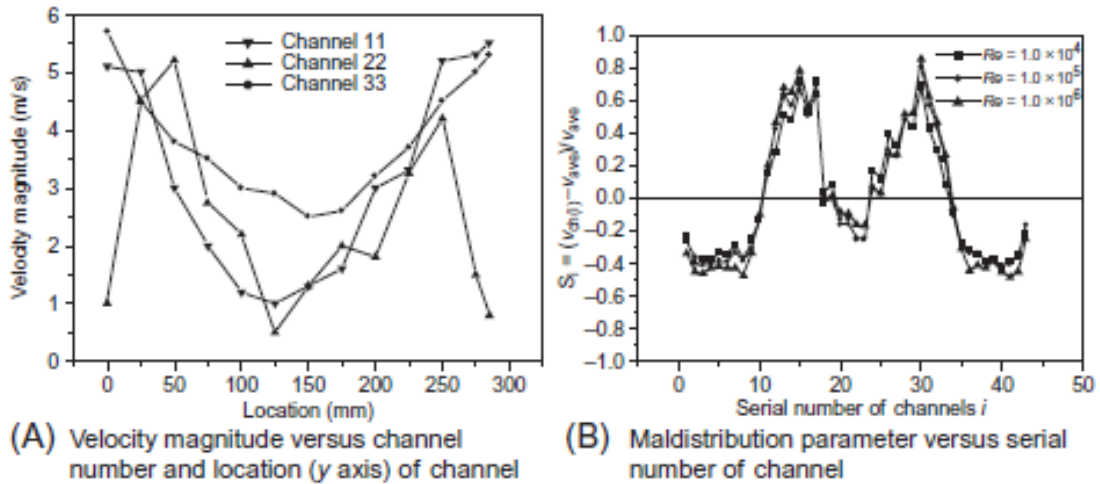 6
5
4
3
2
1
0
Velocity magnitude (m/s)
Channel 11
Channel 22
Channel 33
0 50 100 150 200 250 300
Location (mm)
(A) Velocity magnitude versus channel
number and location (y axis) of channel
1.0
0.8
0.6
0.4
0.2
0.0
−0.2
−0.4
−0.6
−0.8
−1.0
S_i = (v_ch(i)−v_ave)/v_ave
Re = 1.0 × 10⁴
Re = 1.0 × 10⁵
Re = 1.0 × 10⁶
0 10 20 30 40 50
Serial number of channels i
(B) Maldistribution parameter versus serial
number of channel